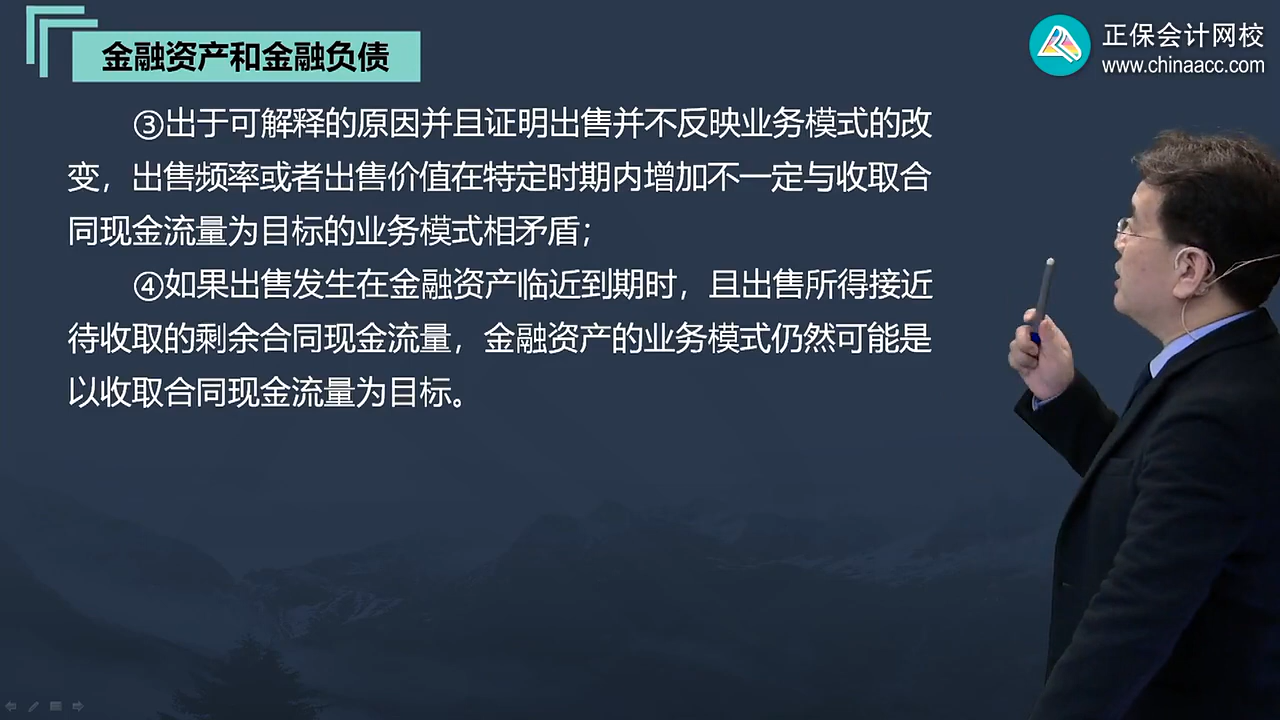 金融资产和金融负债
正保会计网校
www.chinaacc.com
③出于可解释的原因并且证明出售并不反映业务模式的改
变，出售频率或者出售价值在特定时期内增加不一定与收取合
同现金流量为目标的业务模式相矛盾；
④如果出售发生在金融资产临近到期时，且出售所得接近
待收取的剩余合同现金流量，金融资产的业务模式仍然可能是
以收取合同现金流量为目标。